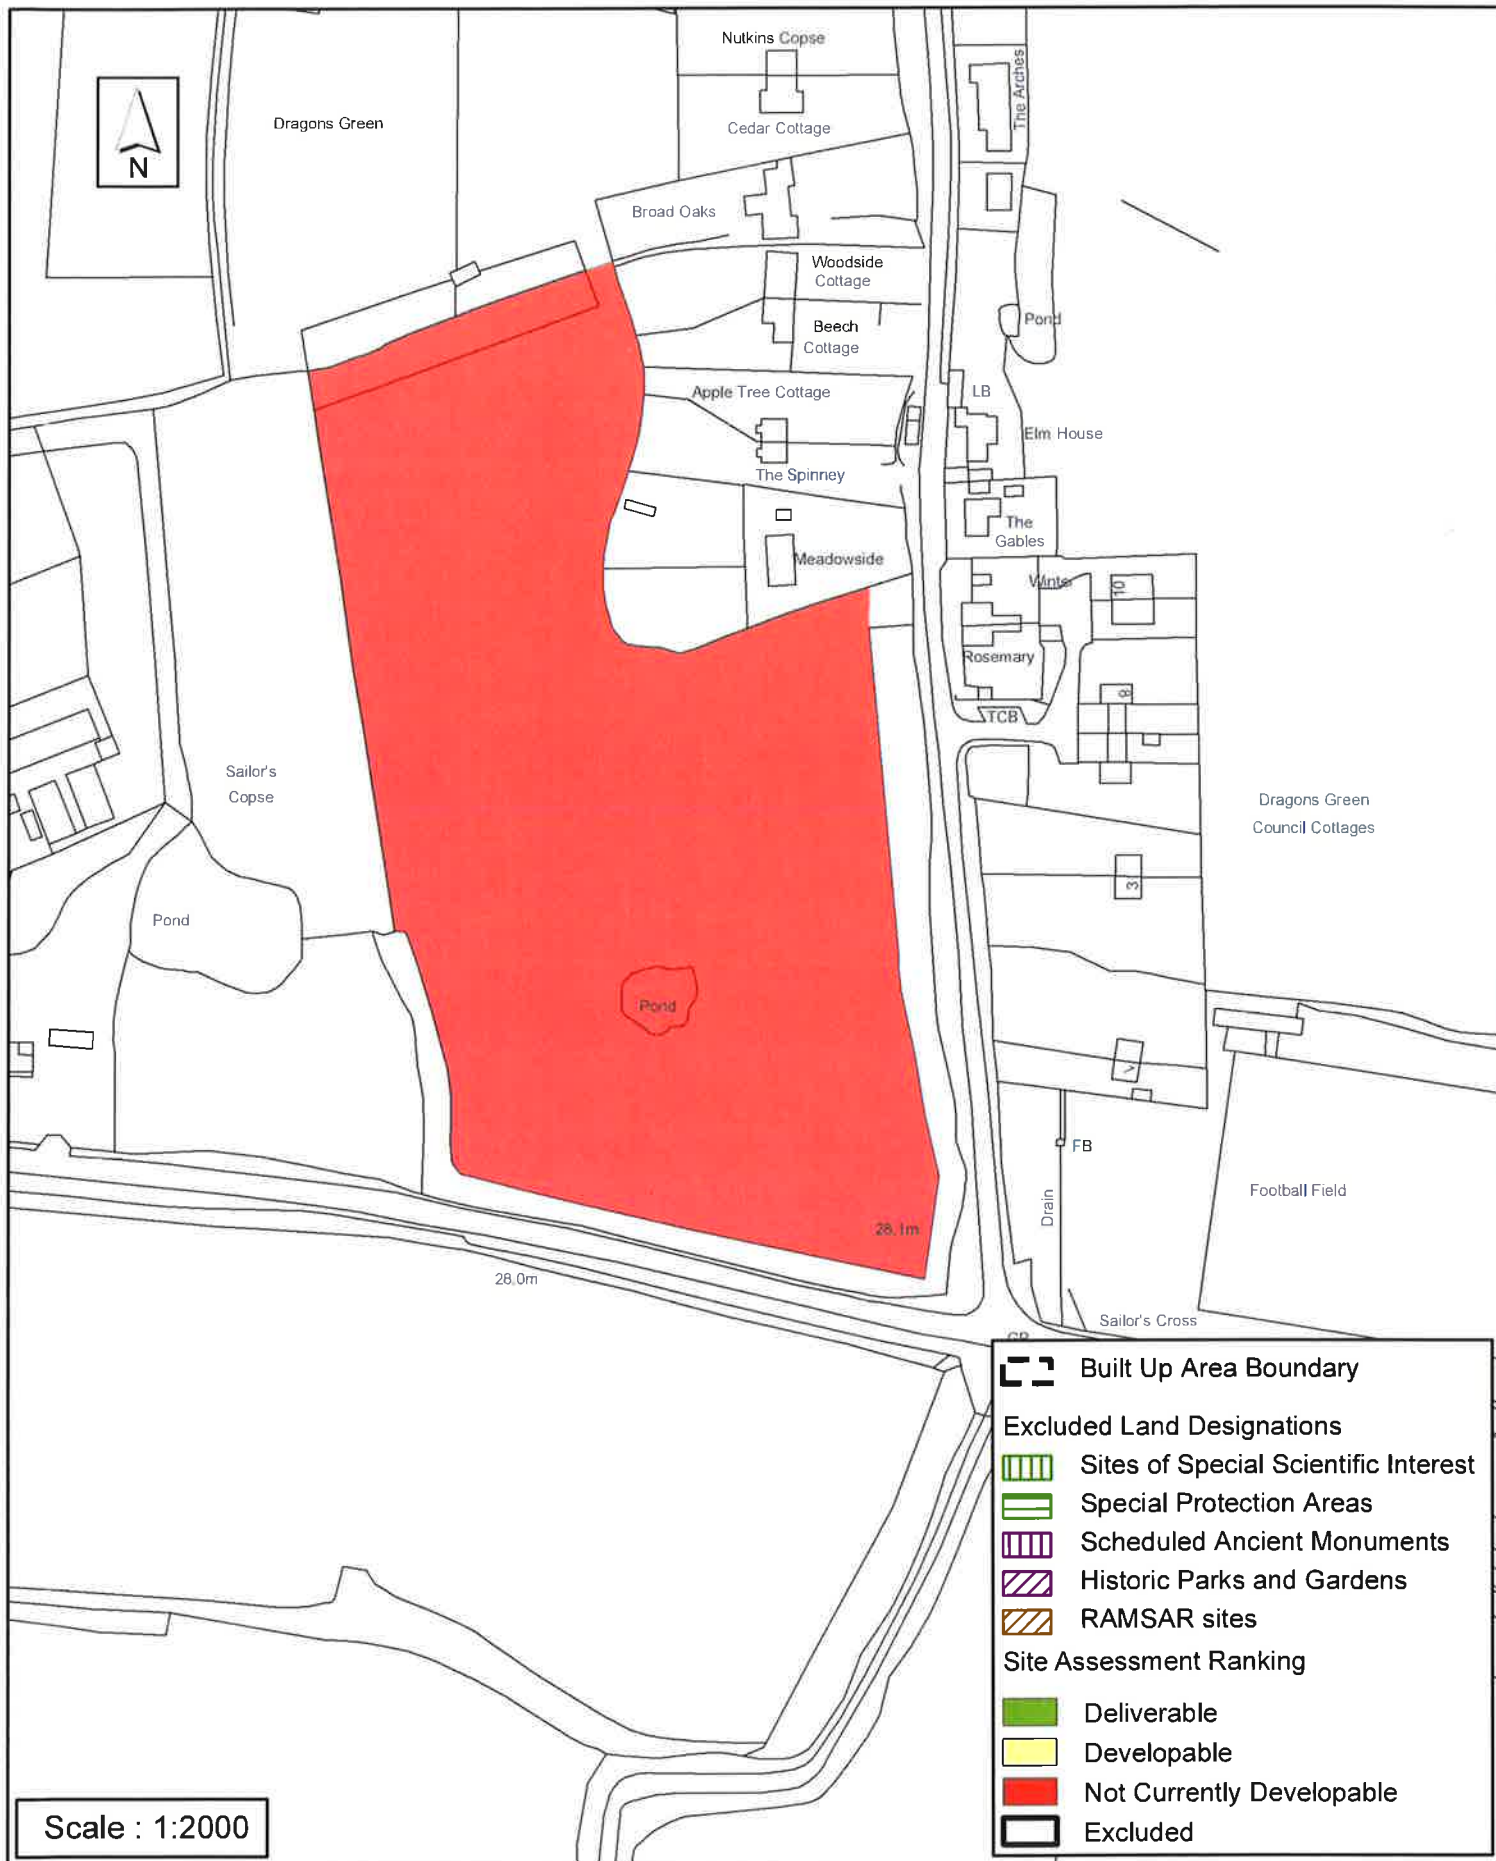 Nutkins Copse
The Arches
N
Dragons Green
Cedar Cottage
Broad Oaks
Woodside
Cottage
Pond
Beech
Cottage
Apple Tree Cottage
LB
Elm House
The Spinney
The
Gables
Meadowside
10
Rosemary
8
TCB
Sailor's
Copse
Dragons Green
Council Cottages
3
Pond
Pond
FB
Football Field
Drain
28.1m
28.0m
Sailor's Cross
Built Up Area Boundary
Excluded Land Designations
Sites of Special Scientific Interest
Special Protection Areas
Scheduled Ancient Monuments
Historic Parks and Gardens
RAMSAR sites
Site Assessment Ranking
Deliverable
Developable
Not Currently Developable
Excluded
Scale : 1:2000